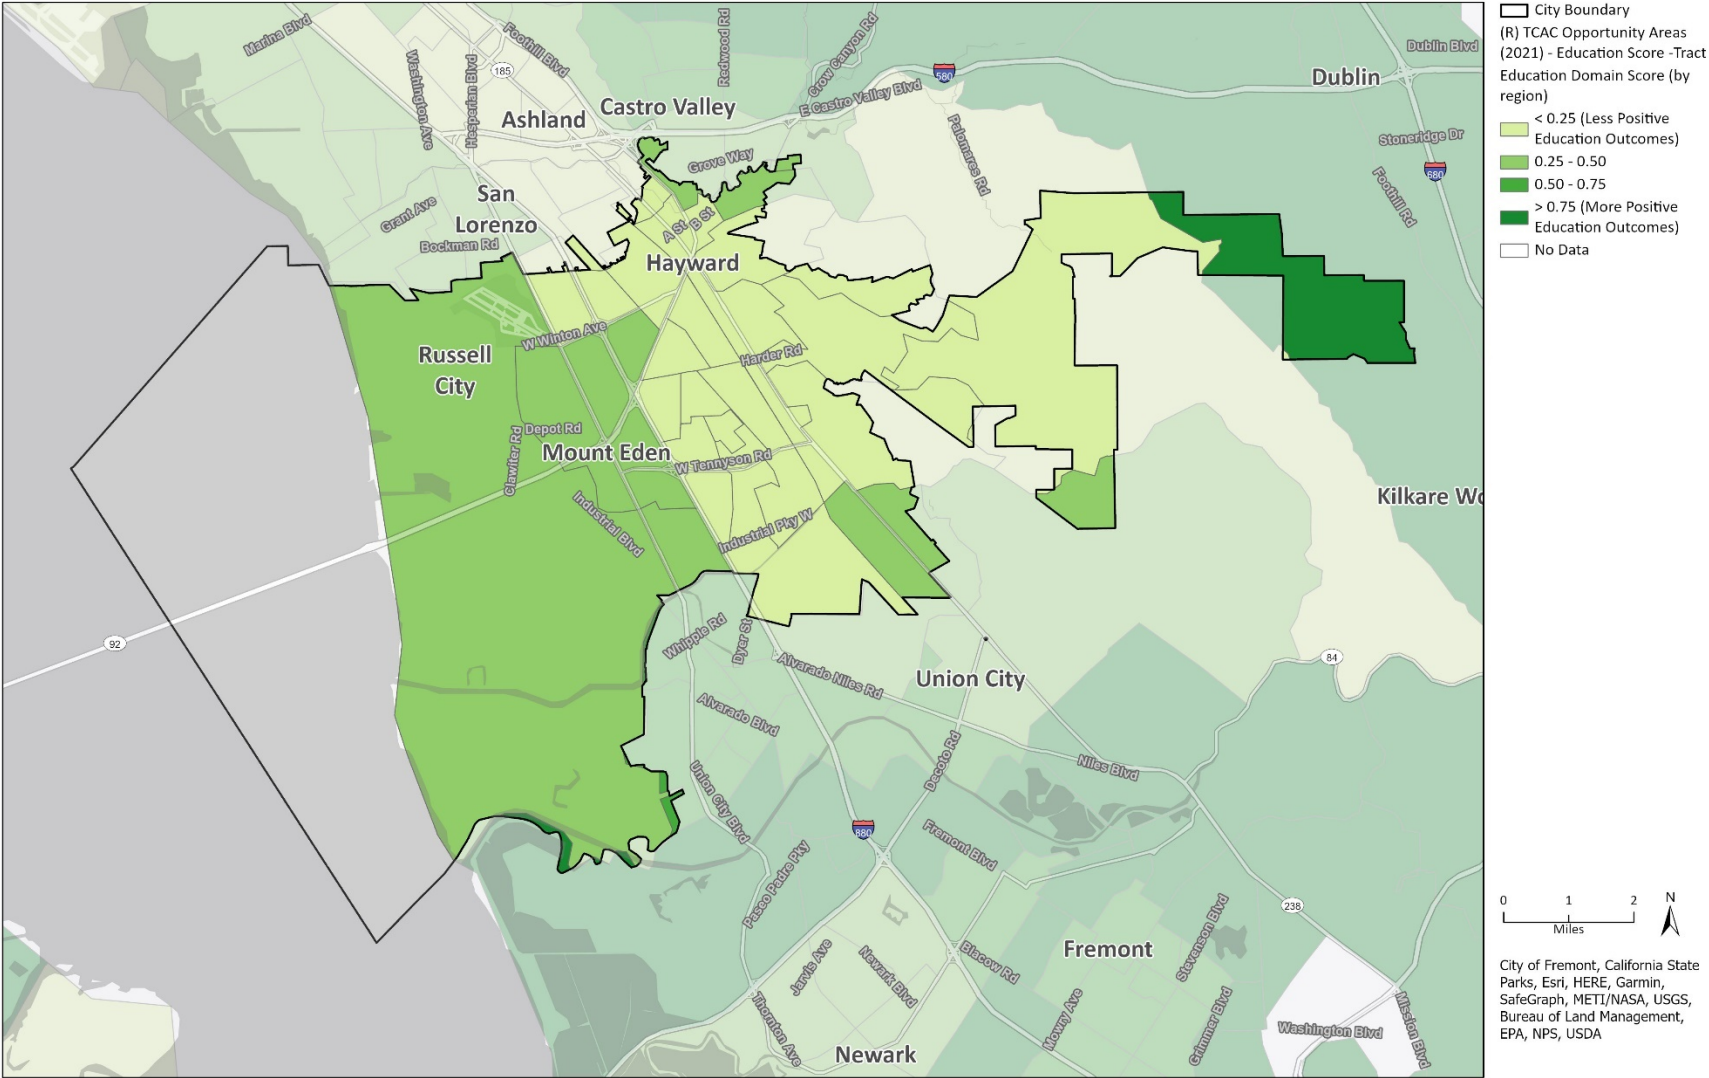 Marina Blvd
Washington Ave
Hesperian Blvd
Foothill Blvd
185
Redwood Rd
Crow Canyon Rd
E Castro Valley Blvd
580
Dublin
Dublin Blvd
Stoneridge Dr
680
Foothill Rd
Ashland
Castro Valley
Grove Way
Palomares Rd
San
Lorenzo
Grant Ave
Bockman Rd
A St
B St
Hayward
W Winton Ave
Russell
City
Harder Rd
Depot Rd
Clawiter Rd
Mount Eden
W Tennyson Rd
Industrial Blvd
Industrial Pky W
Kilkare Wo
92
Whipple Rd
Dyer St
Alvarado Niles Rd
Union City
84
Alvarado Blvd
Decoto Rd
Niles Blvd
Union City Blvd
880
Fremont Blvd
Paseo Padre Pky
238
Stevenson Blvd
Fremont
Blacow Rd
Jarvis Ave
Newark Blvd
Thornton Ave
Mowry Ave
Grimmer Blvd
Washington Blvd
Mission Blvd
Newark
City Boundary
(R) TCAC Opportunity Areas
(2021) - Education Score -Tract
Education Domain Score (by
region)
< 0.25 (Less Positive
Education Outcomes)
0.25 - 0.50
0.50 - 0.75
> 0.75 (More Positive
Education Outcomes)
No Data
0 1 2
Miles
N
City of Fremont, California State
Parks, Esri, HERE, Garmin,
SafeGraph, METI/NASA, USGS,
Bureau of Land Management,
EPA, NPS, USDA